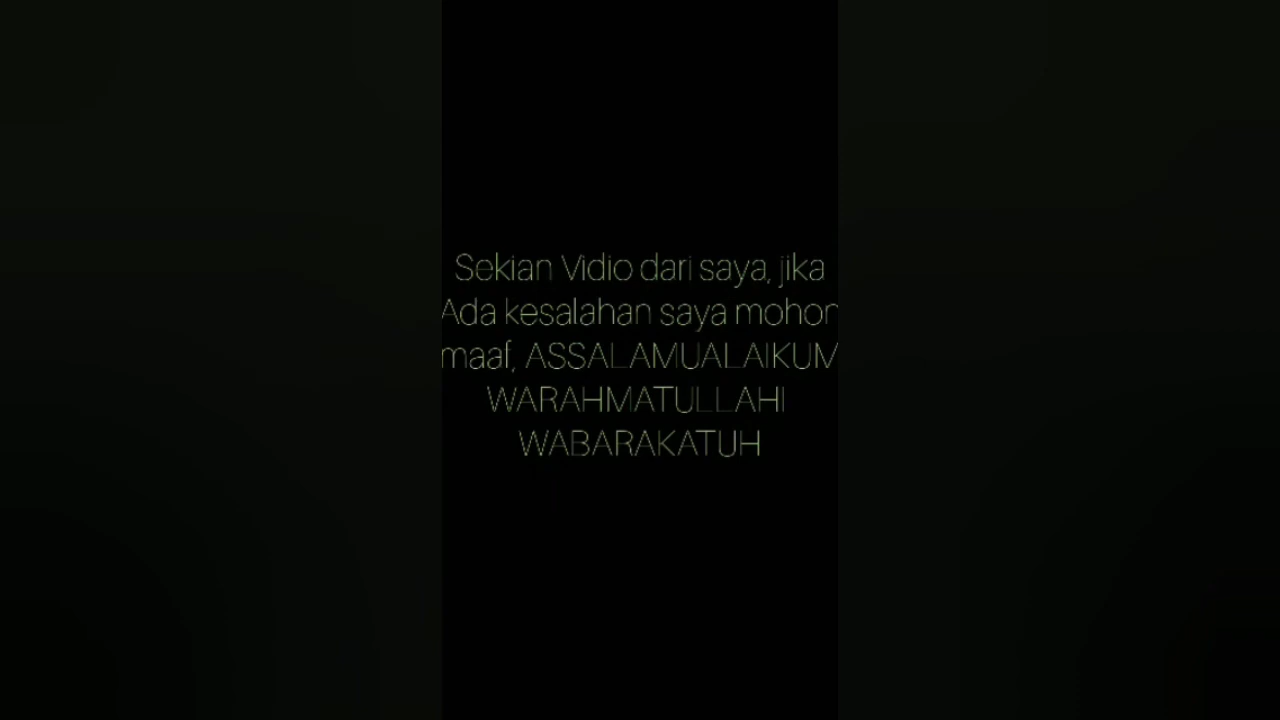 Sekian Vidio dari saya, jika
Ada kesalahan saya mohon
maaf, ASSALAMUALAIKUM
WARAHMATULLAHI
WABARAKATUH